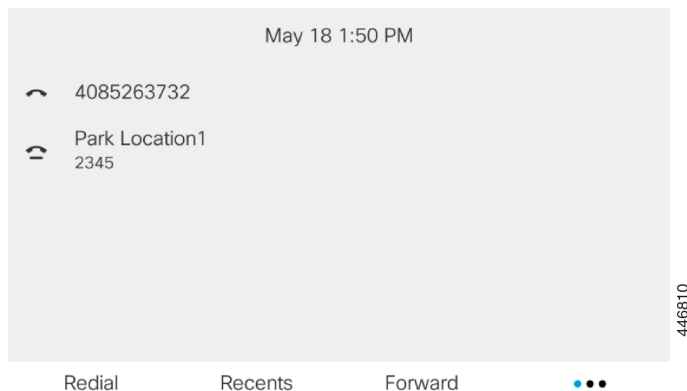 May 18 1:50 PM
4085263732
Park Location1
2345
446810
Redial Recents Forward